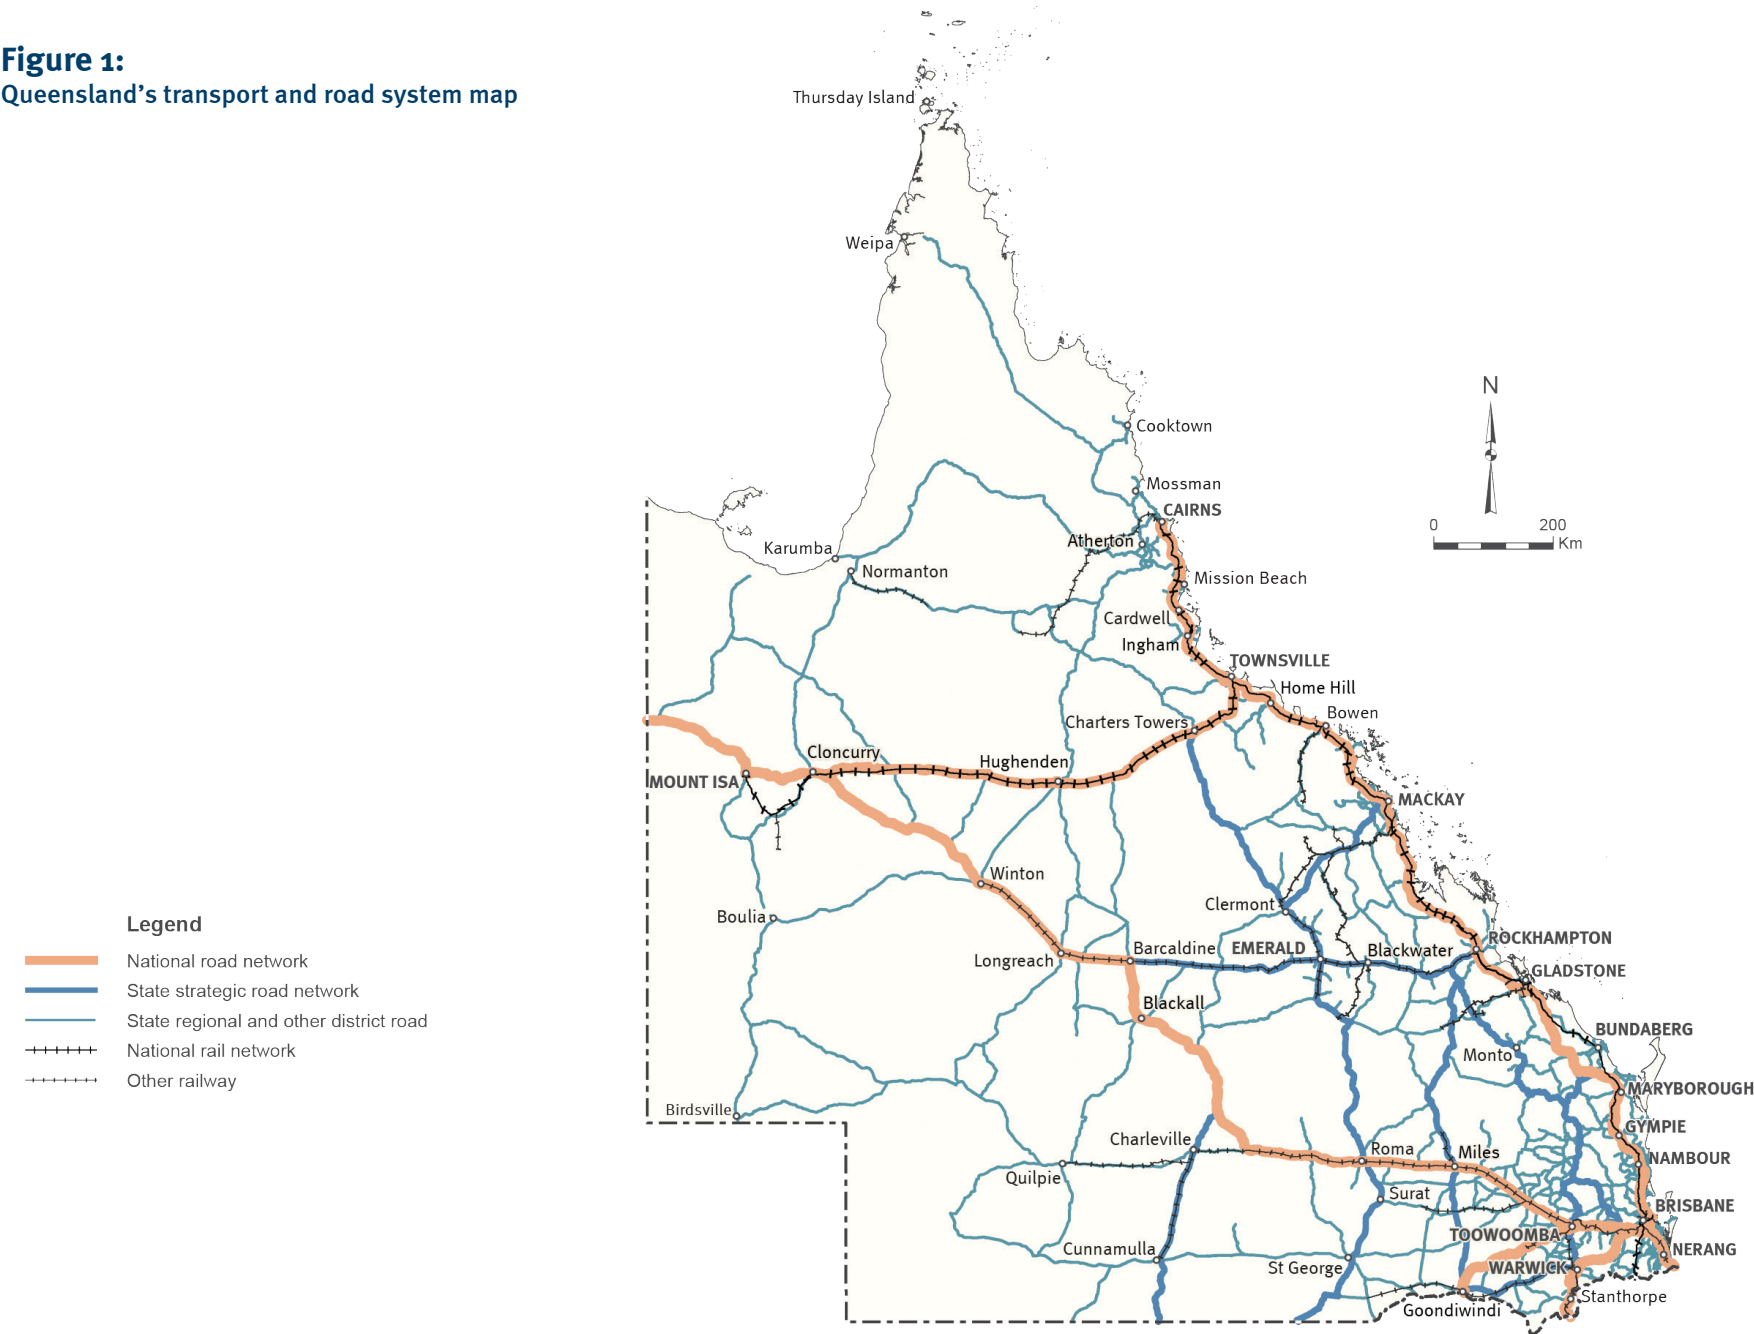 Figure 1:
Queensland's transport and road system map
Thursday Island
Weipa
N
Cooktown
Mossman
CAIRNS
0 200
Km
Karumba
Atherton
Normanton
Mission Beach
Cardwell
Ingham
TOWNSVILLE
Home Hill
Bowen
Charters Towers
Cloncurry
Hughenden
MOUNT ISA
MACKAY
Winton
Clermont
Boulia
Legend
National road network
State strategic road network
State regional and other district road
National rail network
Other railway
Longreach
Barcaldine
EMERALD
Blackwater
ROCKHAMPTON
GLADSTONE
Blackall
BUNDABERG
Monto
MARYBOROUGH
Birdsville
GYMPIE
Charleville
Roma
Miles
NAMBOUR
Quilpie
Surat
BRISBANE
TOOWOOMBA
Cunnamulla
NERANG
St George
WARWICK
Stanthorpe
Goondiwindi